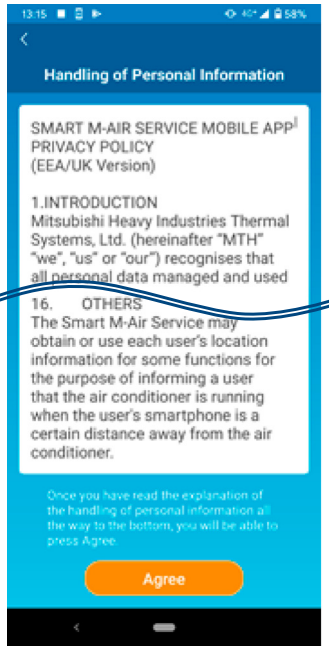 13:15 58%
Handling of Personal Information
SMART M-AIR SERVICE MOBILE APP
PRIVACY POLICY
(EEA/UK Version)
1.INTRODUCTION
Mitsubishi Heavy Industries Thermal
Systems, Ltd. (hereinafter “MTH”
“we”, “us” or “our”) recognises that
all personal data managed and used
16. OTHERS
The Smart M-Air Service may
obtain or use each user's location
information for some functions for
the purpose of informing a user
that the air conditioner is running
when the user's smartphone is a
certain distance away from the air
conditioner.
Once you have read the explanation of
the handling of personal information all
the way to the bottom, you will be able to
press Agree.
Agree